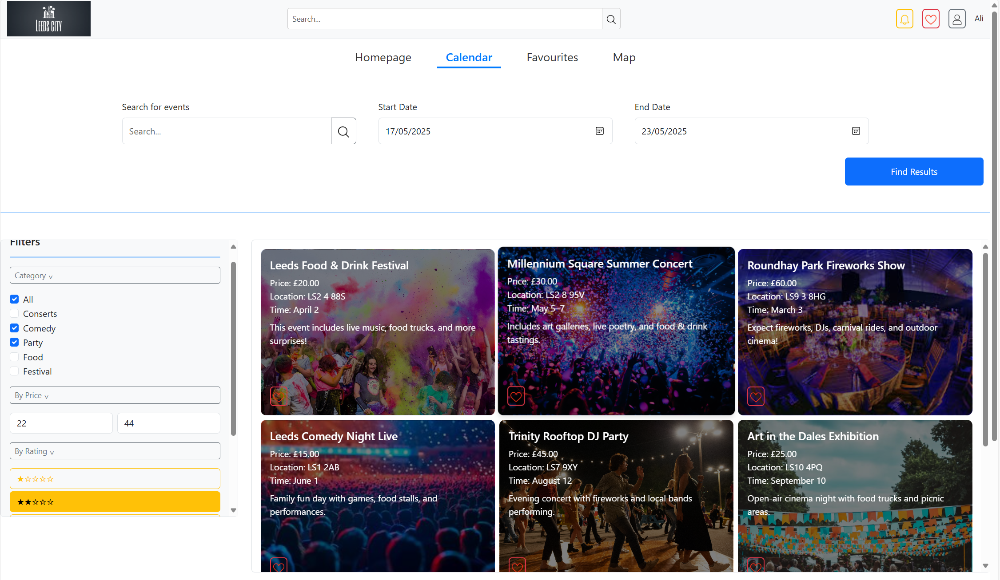 LEEDS CITY
Search...
Ali
Homepage
Calendar
Favourites
Map
Search for events
Start Date
End Date
Search...
17/05/2025
23/05/2025
Find Results
Filters
Category v
All
Conserts
Comedy
Party
Food
Festival
By Price v
22
44
By Rating v
★☆☆☆☆
★★☆☆☆
Leeds Food & Drink Festival
Price: £20.00
Location: LS2 4 88S
Time: April 2
This event includes live music, food trucks, and more
surprises!
Millennium Square Summer Concert
Price: £30.00
Location: LS2 8 95V
Time: May 5–7
Includes art galleries, live poetry, and food & drink
tastings.
Roundhay Park Fireworks Show
Price: £60.00
Location: LS9 3 8HG
Time: March 3
Expect fireworks, DJs, carnival rides, and outdoor
cinema!
Leeds Comedy Night Live
Price: £15.00
Location: LS1 2AB
Time: June 1
Family fun day with games, food stalls, and
performances.
Trinity Rooftop DJ Party
Price: £45.00
Location: LS7 9XY
Time: August 12
Evening concert with fireworks and local bands
performing.
Art in the Dales Exhibition
Price: £25.00
Location: LS10 4PQ
Time: September 10
Open-air cinema night with food trucks and picnic
areas.